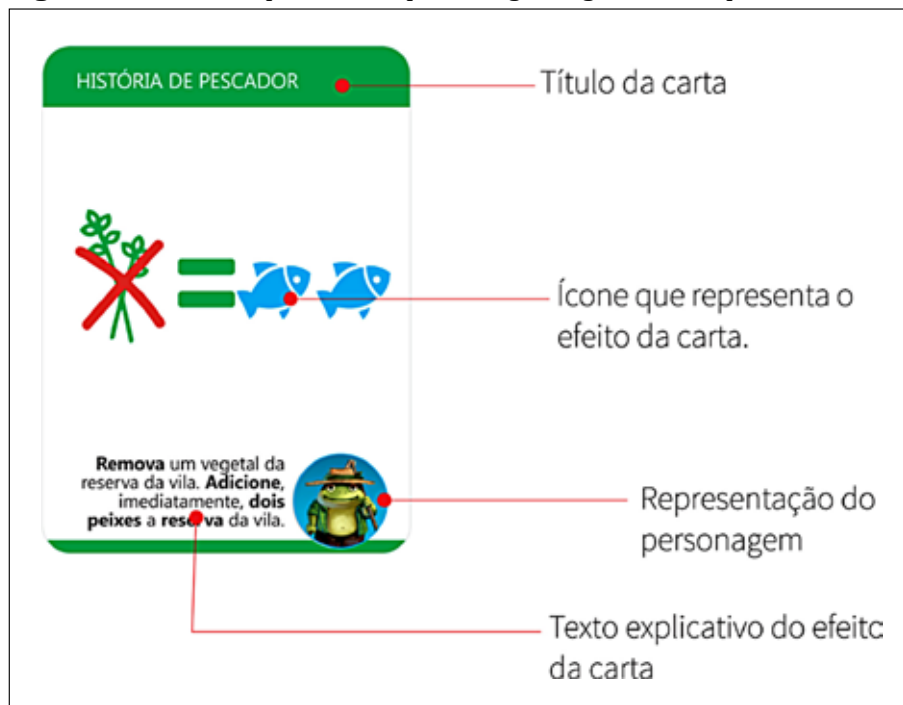 HISTÓRIA DE PESCADOR
Título da carta
Ícone que representa o
efeito da carta.
Remova um vegetal da
reserva da vila. Adicione,
imediatamente, dois
peixes a reserva da vila.
Representação do
personagem
Texto explicativo do efeito
da carta